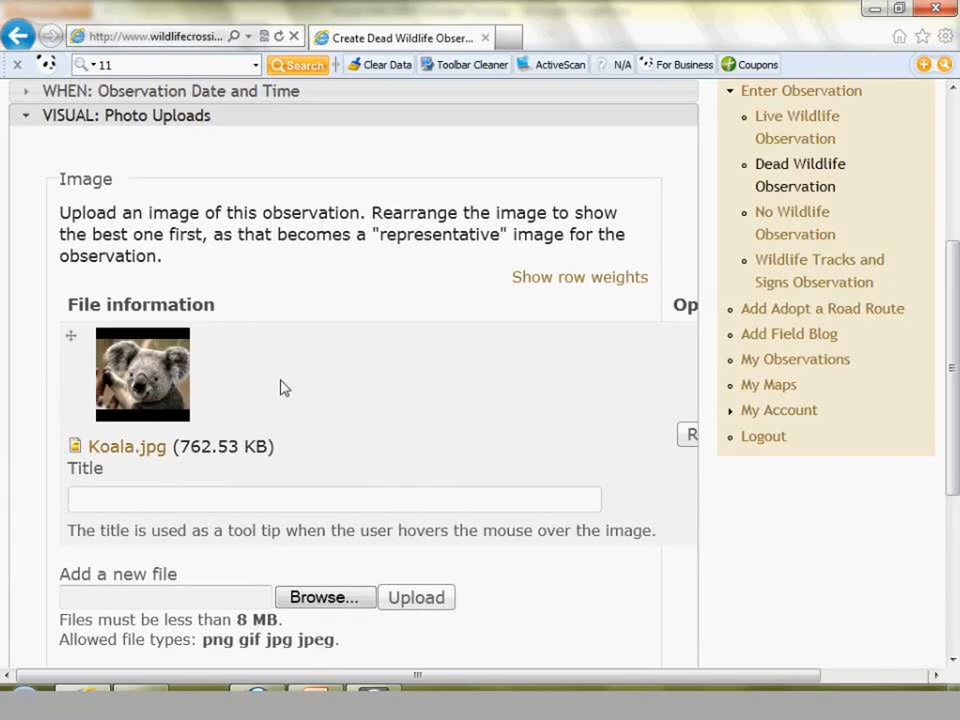 http://www.wildlifecrossi...
Create Dead Wildlife Obser...
11
Search
Clear Data
Toolbar Cleaner
ActiveScan
? N/A
For Business
Coupons
WHEN: Observation Date and Time
VISUAL: Photo Uploads
Image
Upload an image of this observation. Rearrange the image to show
the best one first, as that becomes a "representative" image for the
observation.
Show row weights
File information
Op
Koala.jpg (762.53 KB)
R
Title
The title is used as a tool tip when the user hovers the mouse over the image.
Add a new file
Browse...
Upload
Files must be less than 8 MB.
Allowed file types: png gif jpg jpeg.
Enter Observation
Live Wildlife
Observation
Dead Wildlife
Observation
No Wildlife
Observation
Wildlife Tracks and
Signs Observation
Add Adopt a Road Route
Add Field Blog
My Observations
My Maps
My Account
Logout